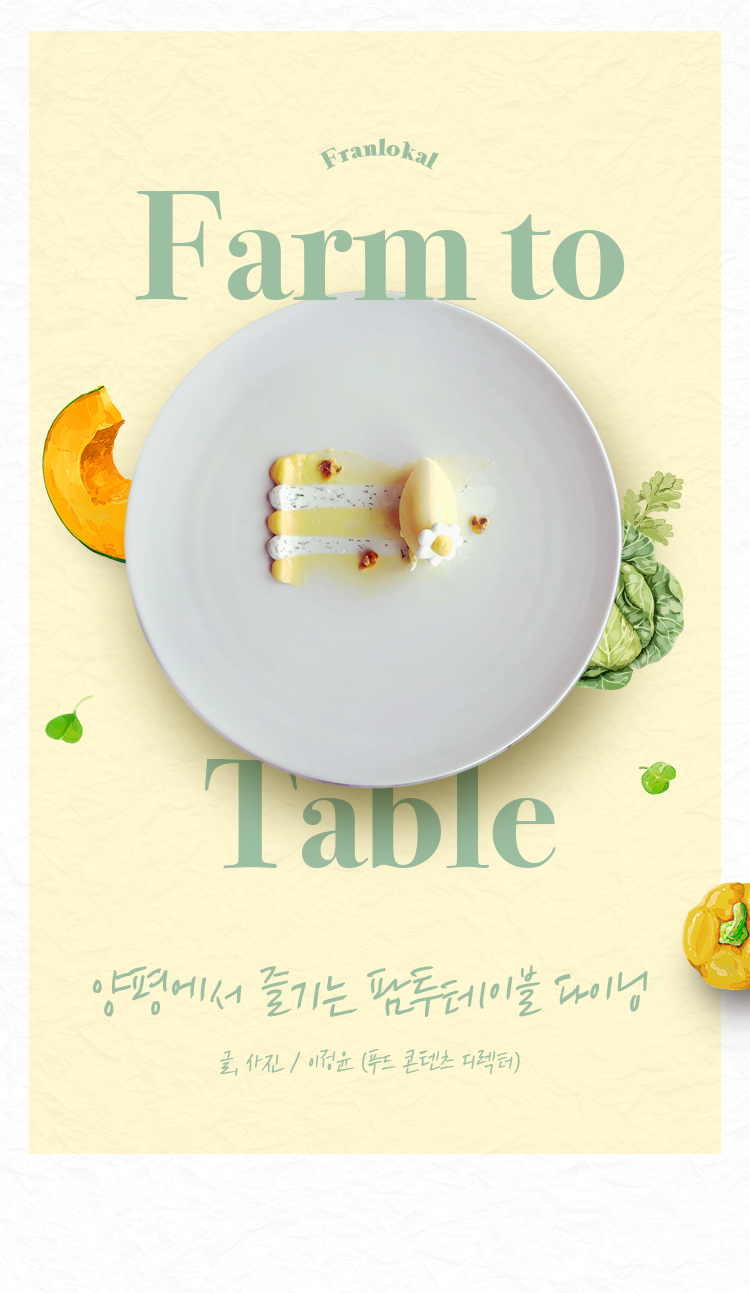 Franlokal
Farm to
Table
양평에서 즐기는 팜투테이블 다이닝
글, 사진 / 이정윤 (푸드 콘텐츠 디렉터)